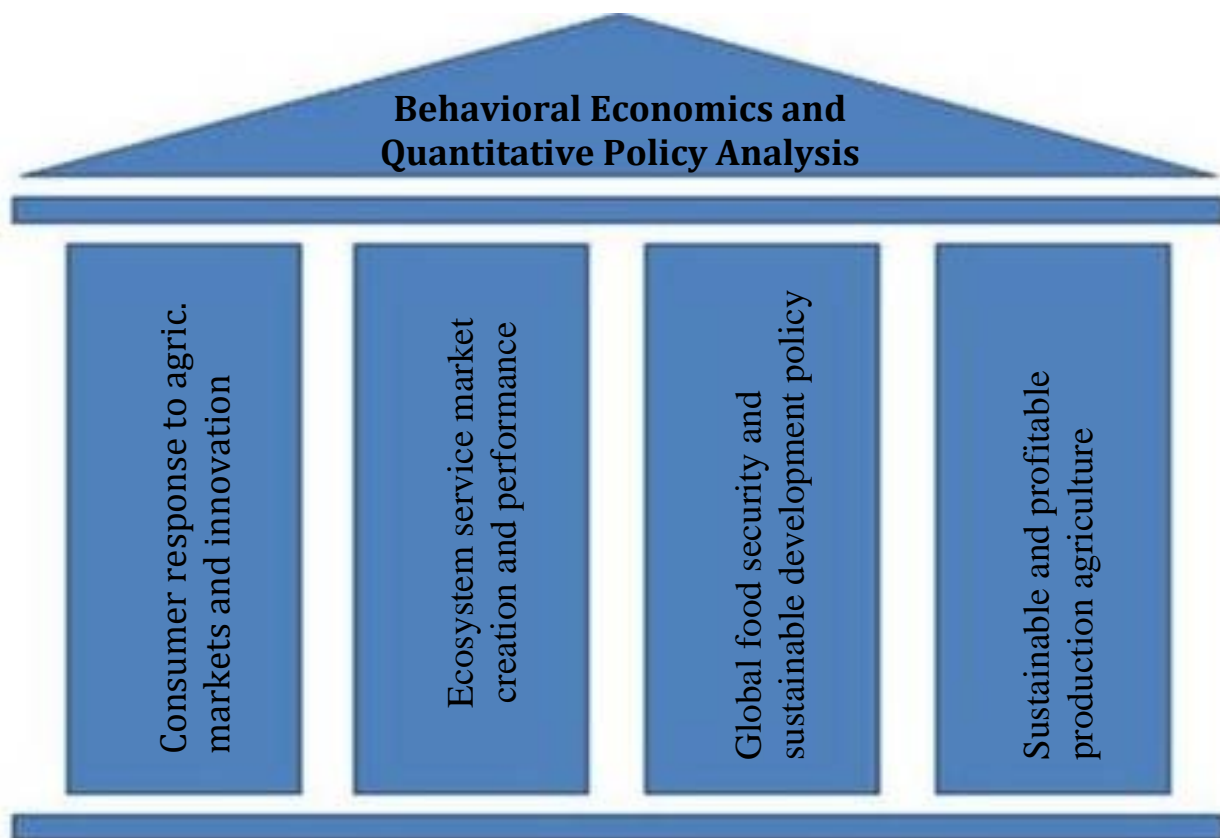 Behavioral Economics and
Quantitative Policy Analysis
Consumer response to agric.
markets and innovation
Ecosystem service market
creation and performance
Global food security and
sustainable development policy
Sustainable and profitable
production agriculture